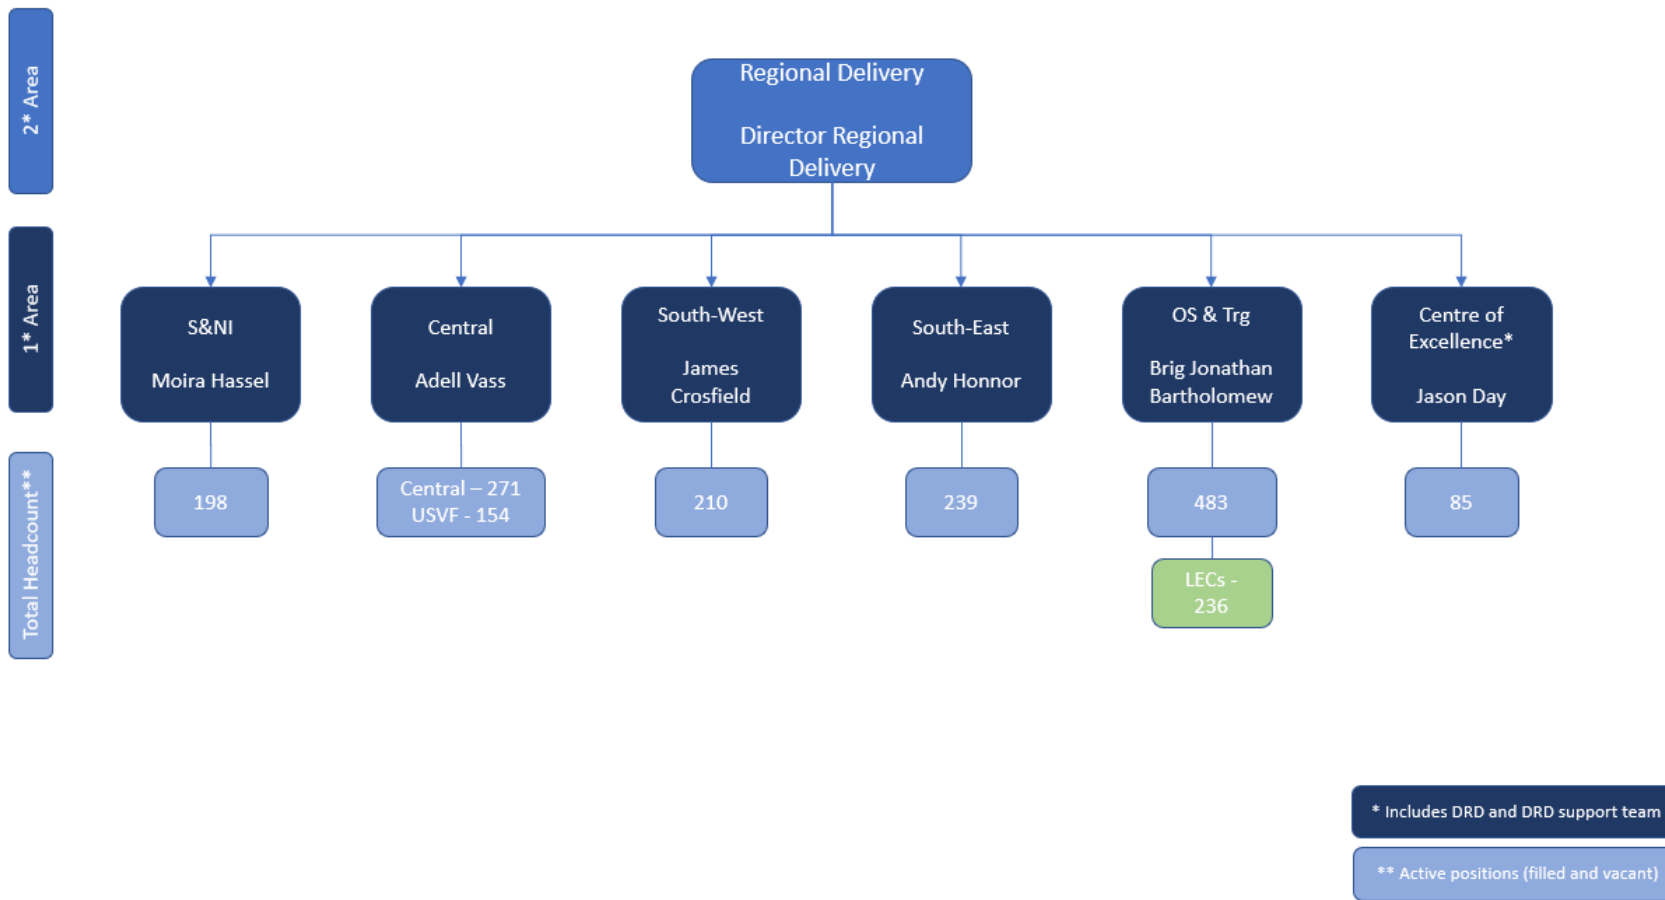 2* Area
Regional Delivery
Director Regional
Delivery
1* Area
S&NI
Moira Hassel
Central
Adell Vass
South-West
James
Crosfield
South-East
Andy Honnor
OS & Trg
Brig Jonathan
Bartholomew
Centre of
Excellence*
Jason Day
Total Headcount**
198
Central – 271
USVF - 154
210
239
483
85
LECs -
236
* Includes DRD and DRD support team
** Active positions (filled and vacant)